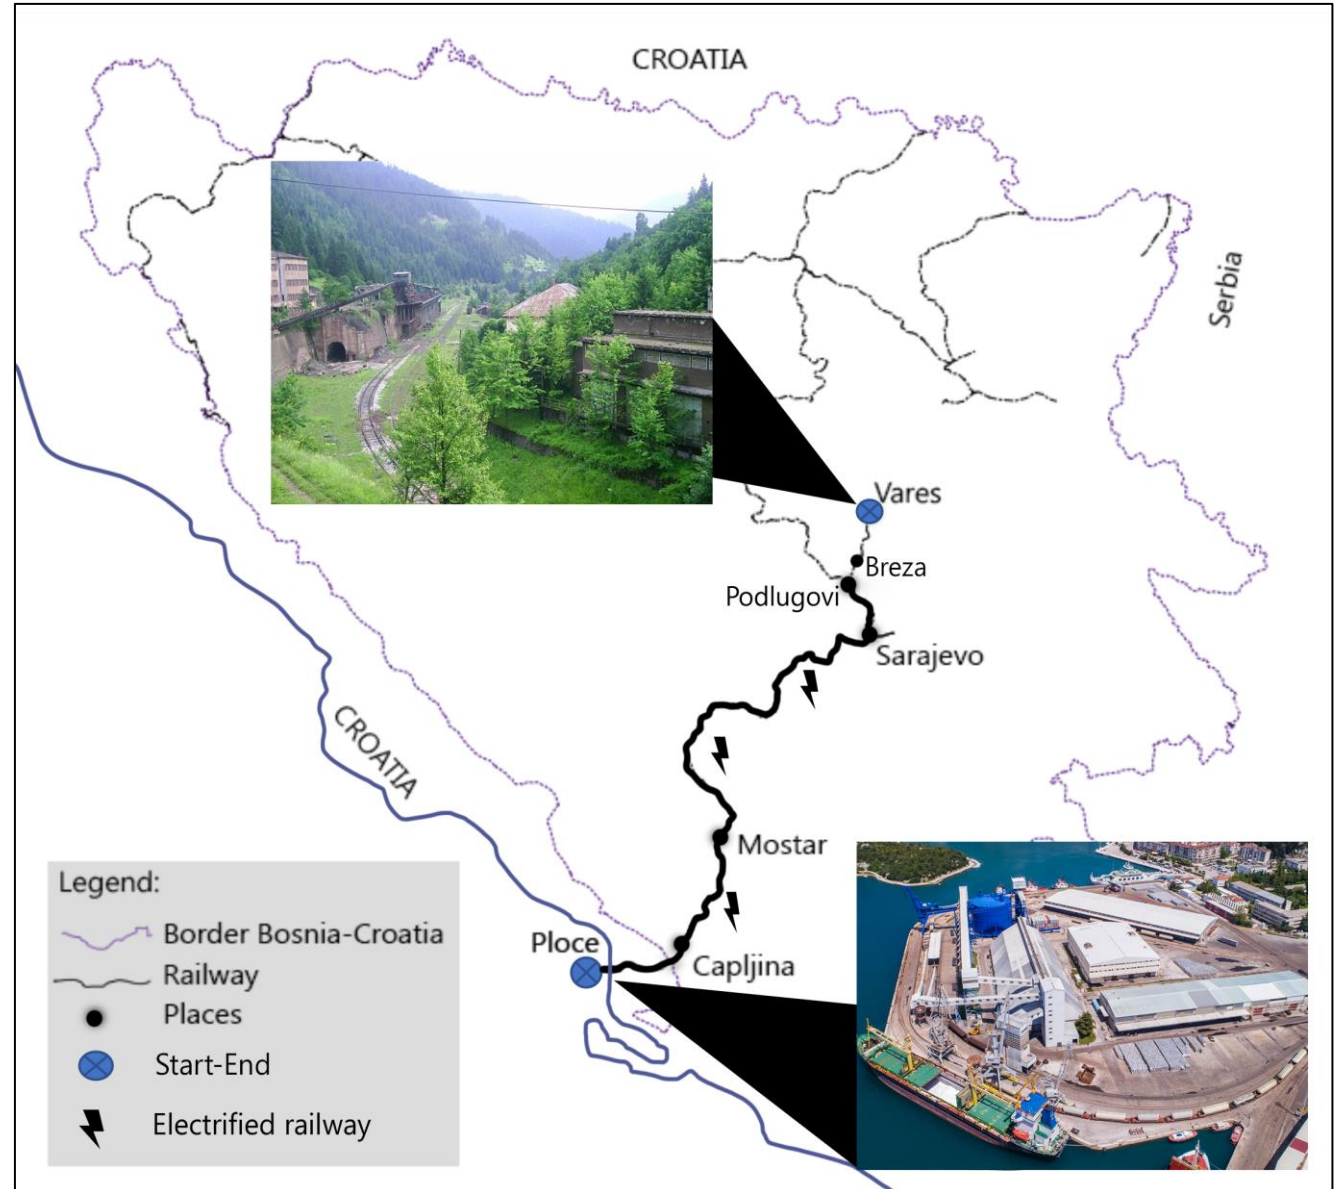 CROATIA
Serbia
Vares
Breza
Podlugovi
Sarajevo
CROATIA
Mostar
Ploce
Capljina
Legend:
Border Bosnia-Croatia
Railway
Places
Start-End
Electrified railway